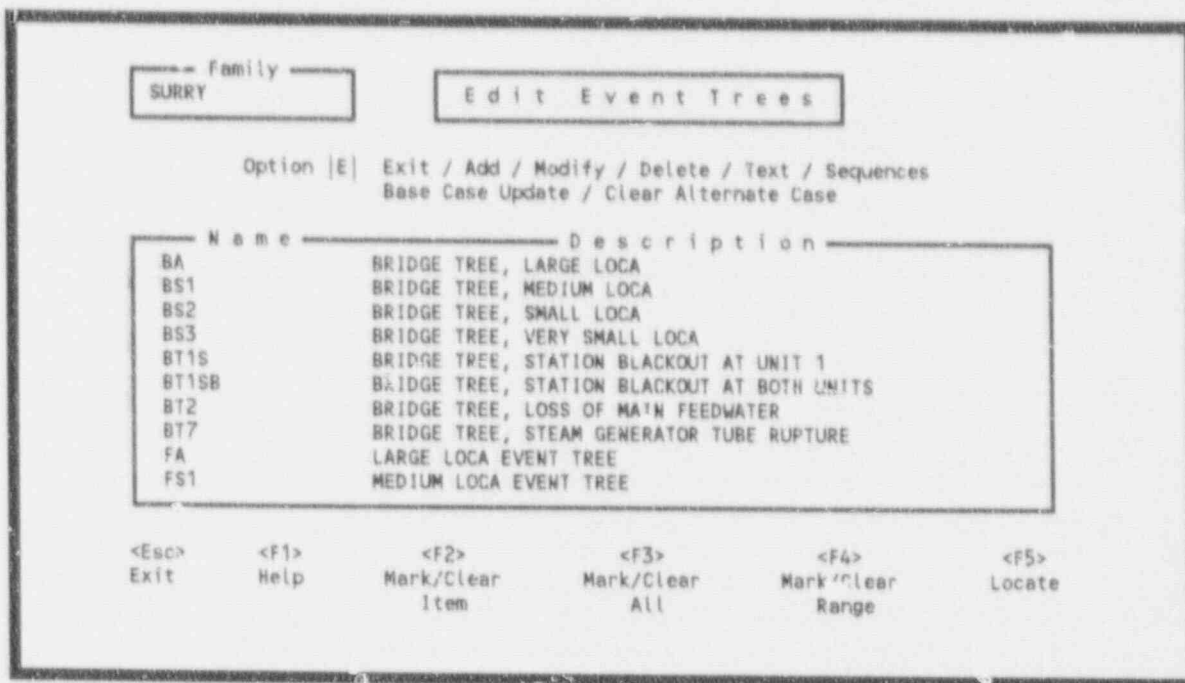 Family
SURRY
Edit Event Trees
Option |E| Exit / Add / Modify / Delete / Text / Sequences
Base Case Update / Clear Alternate Case
Name Description
BA BRIDGE TREE, LARGE LOCA
BS1 BRIDGE TREE, MEDIUM LOCA
BS2 BRIDGE TREE, SMALL LOCA
BS3 BRIDGE TREE, VERY SMALL LOCA
BT1S BRIDGE TREE, STATION BLACKOUT AT UNIT 1
BT1SB BRIDGE TREE, STATION BLACKOUT AT BOTH UNITS
BT2 BRIDGE TREE, LOSS OF MAIN FEEDWATER
BT7 BRIDGE TREE, STEAM GENERATOR TUBE RUPTURE
FA LARGE LOCA EVENT TREE
FS1 MEDIUM LOCA EVENT TREE
<Esc> <F1> <F2> <F3> <F4> <F5>
Exit Help Mark/Clear Mark/Clear Mark/Clear Locate
Item All Range